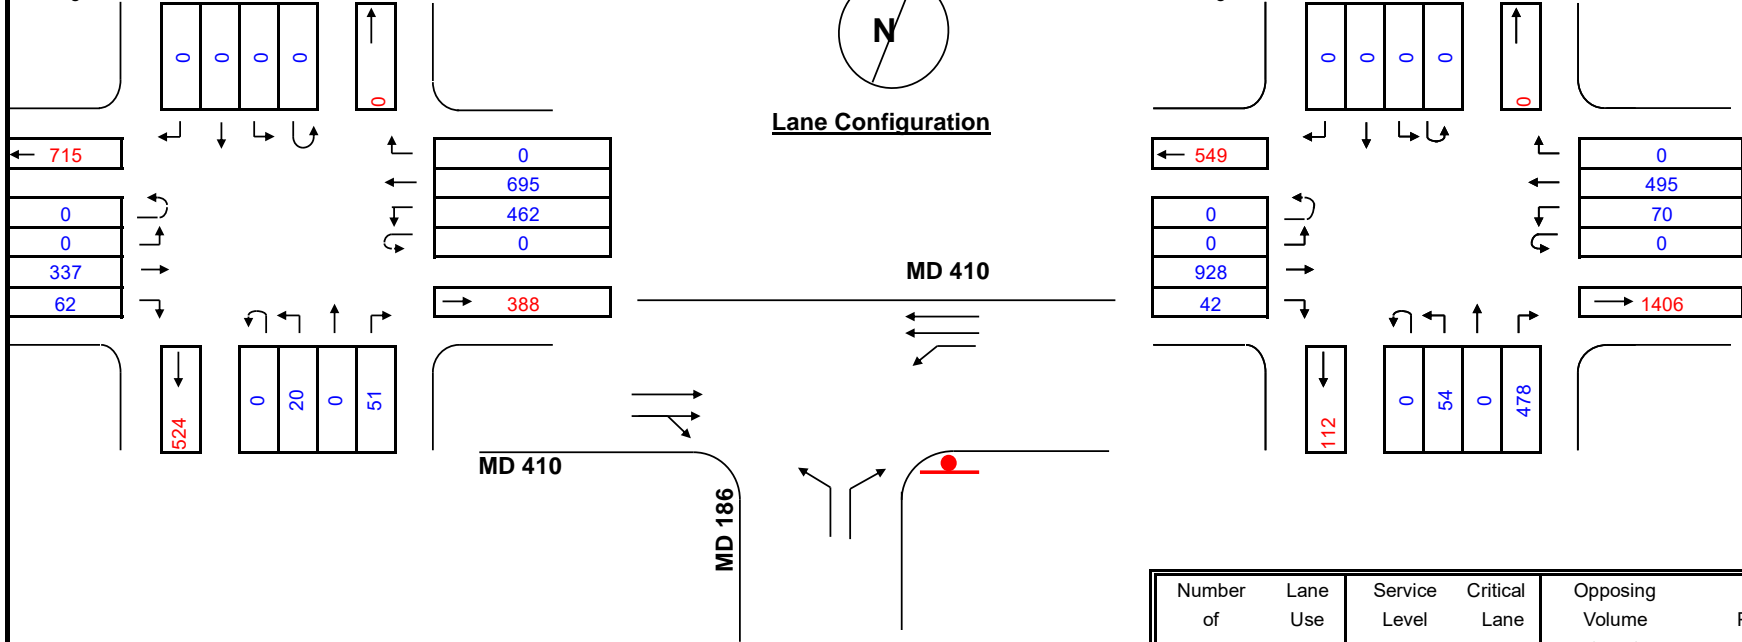 0 0 0 0 0
N
0 0 0 0 0
Lane Configuration
715
0
695
462
0
0
0
337
62
388
524
0 20 0 51
549
0
495
70
0
0
0
928
42
1406
112
0 54 0 478
MD 410
MD 410
MD 186
Number Lane Service Critical Opposing
of Use Level Lane Volume